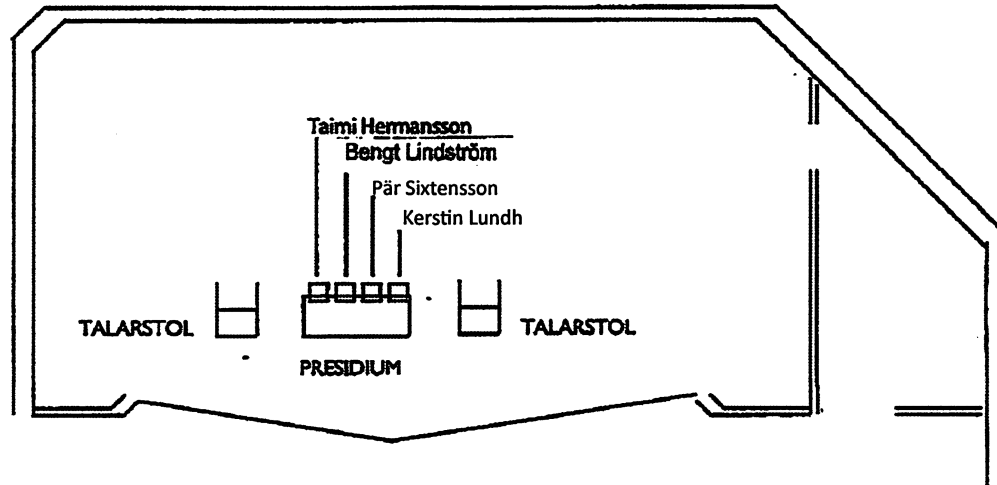 Taimi Hermansson
Bengt Lindström
Pär Sixtensson
Kerstin Lundh
TALARSTOL
TALARSTOL
PRESIDIUM